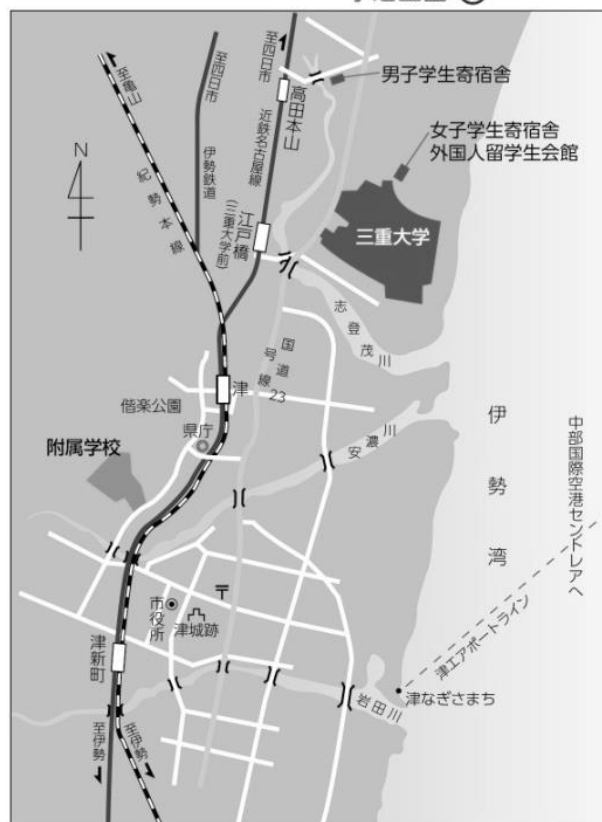 至亀山
至四日市
至四日市
男子学生寄宿舎
高田本山
女子学生寄宿舎
外国人留学生会館
N
近鉄名古屋線
伊勢鉄道
紀勢本線
江戸橋
(三重大学前)
三重大学
志登茂川
国道
23
号線
津
偕楽公園
県庁
安濃川
附属学校
伊勢湾
中部国際空港セントレアへ
津エアポートライン
〒
市役所
津城跡
津新町
津なぎさまち
岩田川
至伊勢
至伊勢